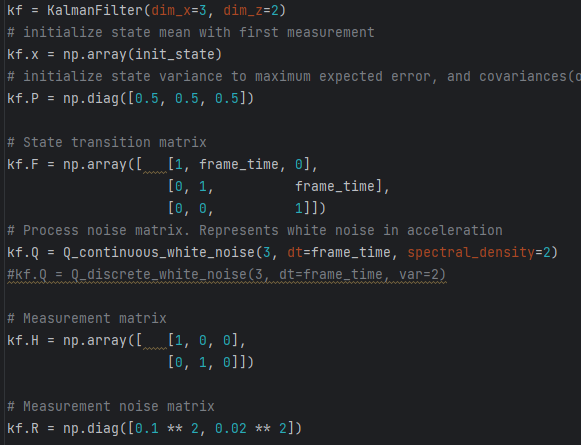 kf = KalmanFilter(dim_x=3, dim_z=2)
# initialize state mean with first measurement
kf.x = np.array(init_state)
# initialize state variance to maximum expected error, and covariances(o
kf.P = np.diag([0.5, 0.5, 0.5])
# State transition matrix
kf.F = np.array([   [1, frame_time, 0],
                    [0, 1,          frame_time],
                    [0, 0,          1]])
# Process noise matrix. Represents white noise in acceleration
kf.Q = Q_continuous_white_noise(3, dt=frame_time, spectral_density=2)
#kf.Q = Q_discrete_white_noise(3, dt=frame_time, var=2)
# Measurement matrix
kf.H = np.array([   [1, 0, 0],
                    [0, 1, 0]])
# Measurement noise matrix
kf.R = np.diag([0.1 ** 2, 0.02 ** 2])